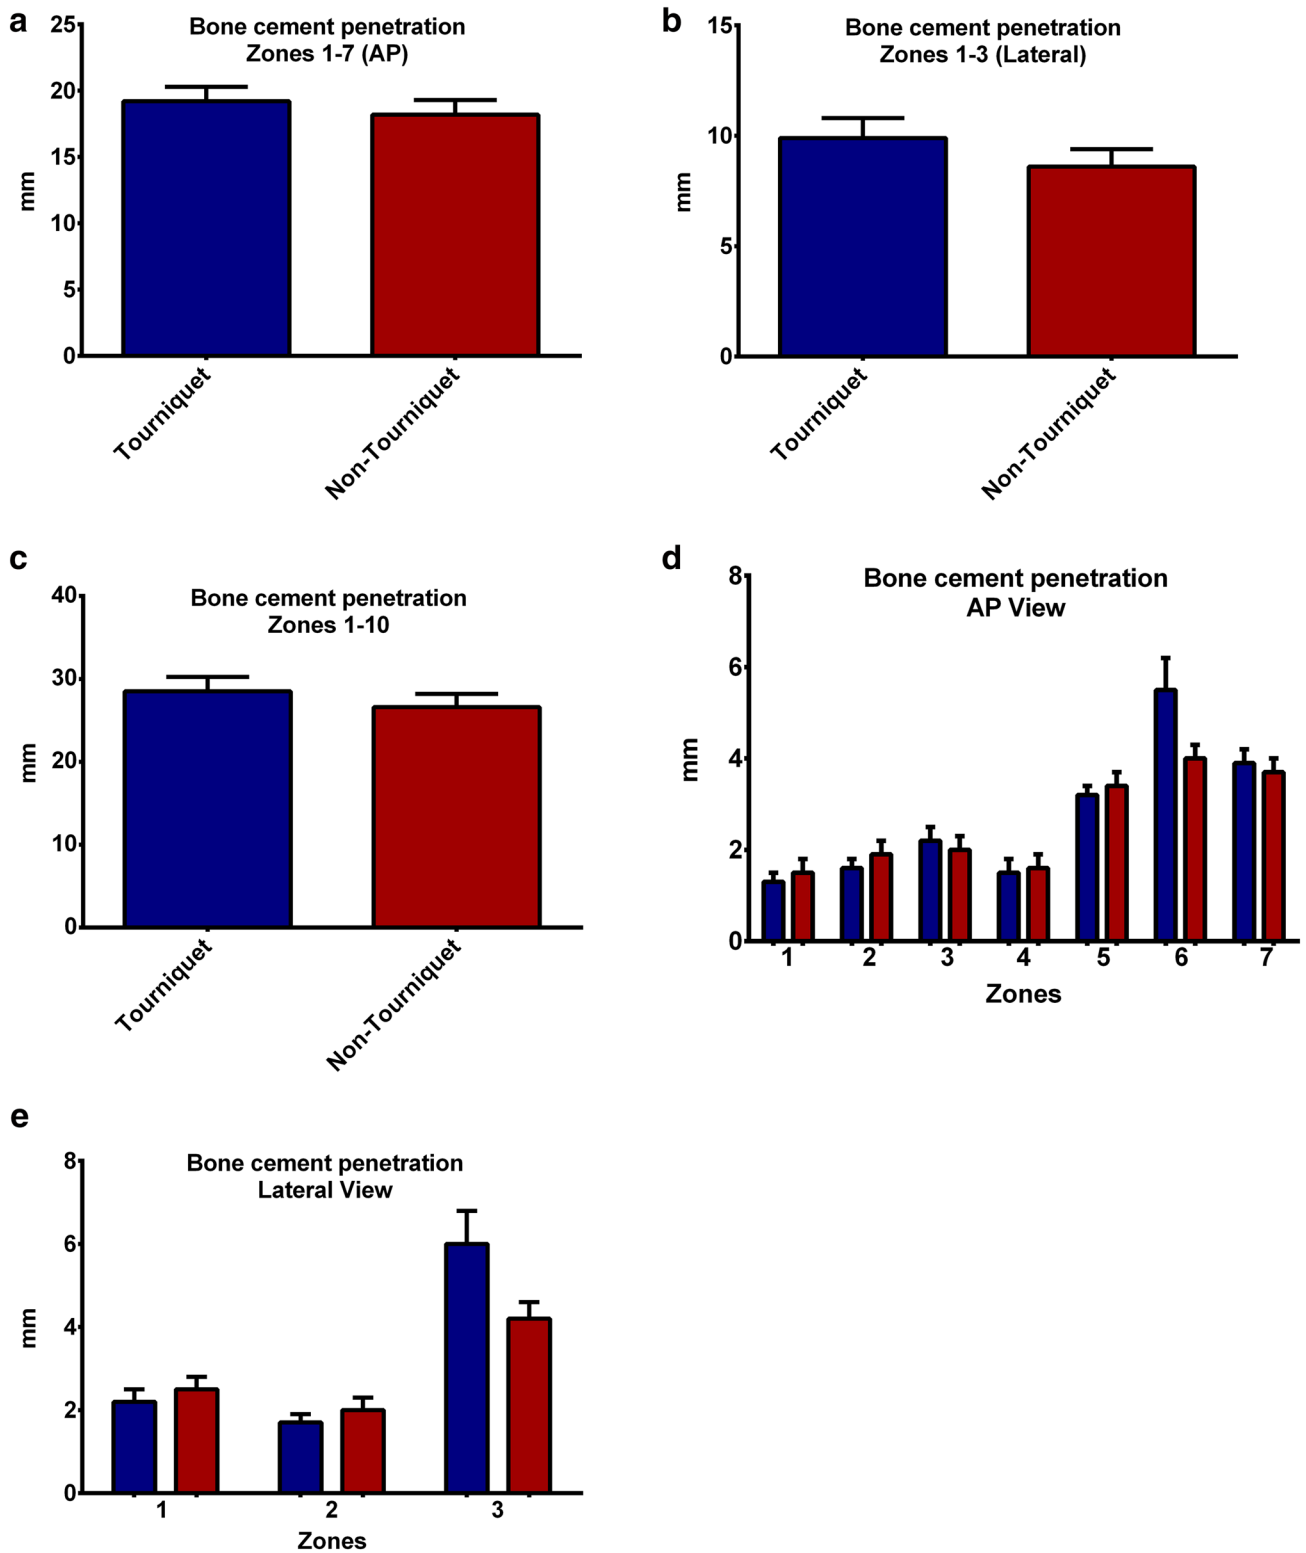 a
Bone cement penetration
Zones 1-7 (AP)
25
20
15
10
5
0
mm
Tourniquet
Non-Tourniquet
b
Bone cement penetration
Zones 1-3 (Lateral)
15
10
5
0
mm
Tourniquet
Non-Tourniquet
c
Bone cement penetration
Zones 1-10
40
30
20
10
0
mm
Tourniquet
Non-Tourniquet
d
Bone cement penetration
AP View
8
6
4
2
0
mm
1 2 3 4 5 6 7
Zones
e
Bone cement penetration
Lateral View
8
6
4
2
0
mm
1 2 3
Zones